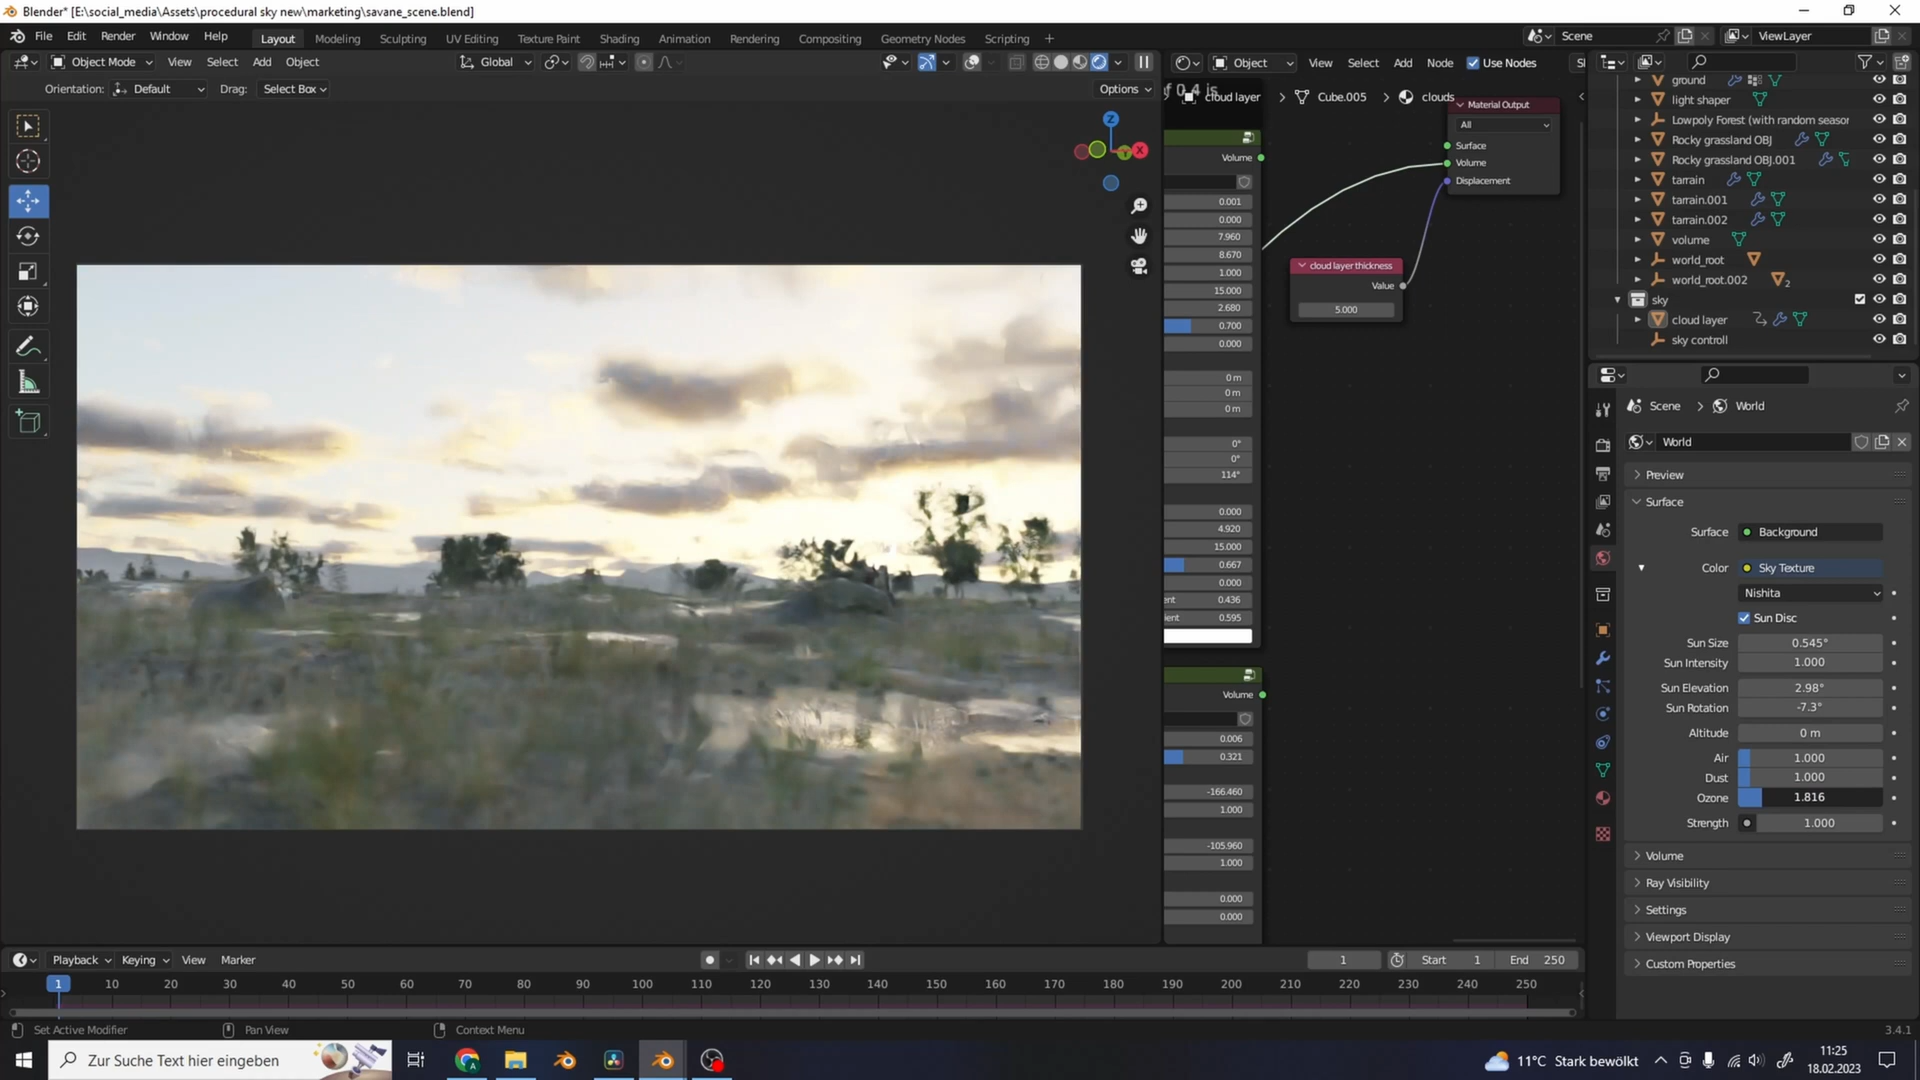 Blender* [E:\social_media\Assets\procedural sky new\marketing\savane_scene.blend]
File Edit Render Window Help Layout Modeling Sculpting UV Editing Texture Paint Shading Animation Rendering Compositing Geometry Nodes Scripting + Scene ViewLayer
Object Mode View Select Add Object Global Object View Select Add Node Use Nodes
Orientation: Default Drag: Select Box Options
cloud layer > Cube.005 > clouds
Z
X
Y
Material Output
All
Surface
Volume
Displacement
cloud layer thickness
Value
5.000
Volume
0.001
0.000
7.960
8.670
1.000
15.000
2.680
0.700
0.000
0 m
0 m
0 m
0°
0°
114°
0.000
4.920
15.000
0.667
0.000
0.436
0.595
Volume
0.006
0.321
-166.460
1.000
-105.960
1.000
0.000
0.000
ground
light shaper
Lowpoly Forest (with random season
Rocky grassland OBJ
Rocky grassland OBJ.001
tarrain
tarrain.001
tarrain.002
volume
world_root
world_root.002 2
sky
cloud layer
sky controll
Scene > World
World
Preview
Surface
Surface Background
Color Sky Texture
Nishita
Sun Disc
Sun Size 0.545°
Sun Intensity 1.000
Sun Elevation 2.98°
Sun Rotation -7.3°
Altitude 0 m
Air 1.000
Dust 1.000
Ozone 1.816
Strength 1.000
Volume
Ray Visibility
Settings
Viewport Display
Custom Properties
Playback Keying View Marker 1 Start 1 End 250
1 10 20 30 40 50 60 70 80 90 100 110 120 130 140 150 160 170 180 190 200 210 220 230 240 250
Set Active Modifier Pan View Context Menu 3.4.1
Zur Suche Text hier eingeben 11°C Stark bewölkt 11:25
18.02.2023